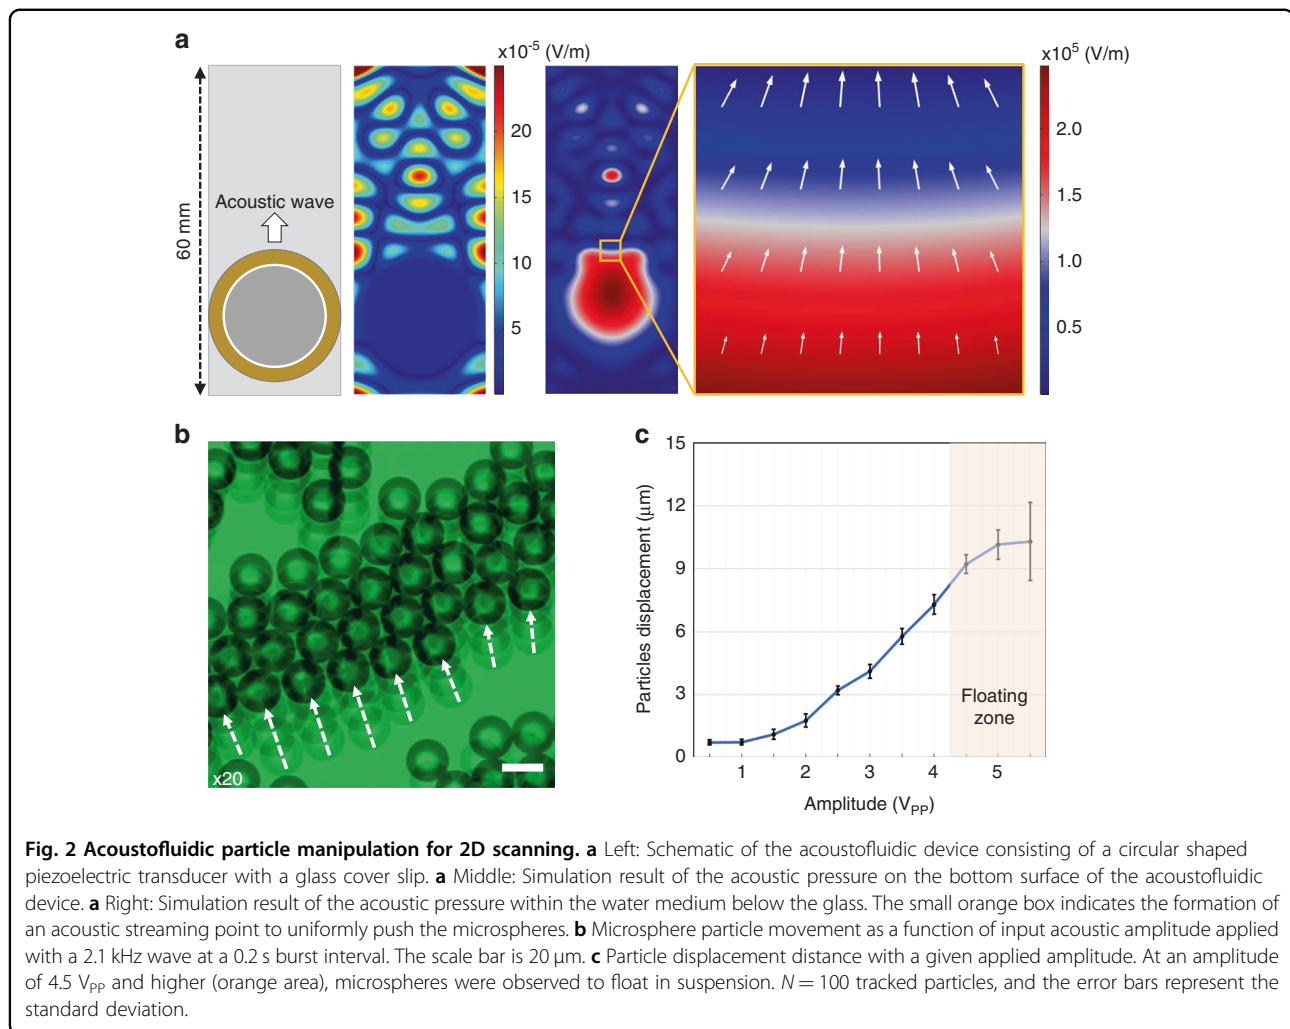 a
x10-5 (V/m)
x105 (V/m)
60 mm
Acoustic wave
20
15
10
5
2.0
1.5
1.0
0.5
b
x20
c
Particles displacement (μm)
15
12
9
6
3
0
Floating
zone
1 2 3 4 5
Amplitude (VPP)
Fig. 2 Acoustofluidic particle manipulation for 2D scanning. a Left: Schematic of the acoustofluidic device consisting of a circular shaped
piezoelectric transducer with a glass cover slip. a Middle: Simulation result of the acoustic pressure on the bottom surface of the acoustofluidic
device. a Right: Simulation result of the acoustic pressure within the water medium below the glass. The small orange box indicates the formation of
an acoustic streaming point to uniformly push the microspheres. b Microsphere particle movement as a function of input acoustic amplitude applied
with a 2.1 kHz wave at a 0.2 s burst interval. The scale bar is 20 μm. c Particle displacement distance with a given applied amplitude. At an amplitude
of 4.5 VPP and higher (orange area), microspheres were observed to float in suspension. N = 100 tracked particles, and the error bars represent the
standard deviation.